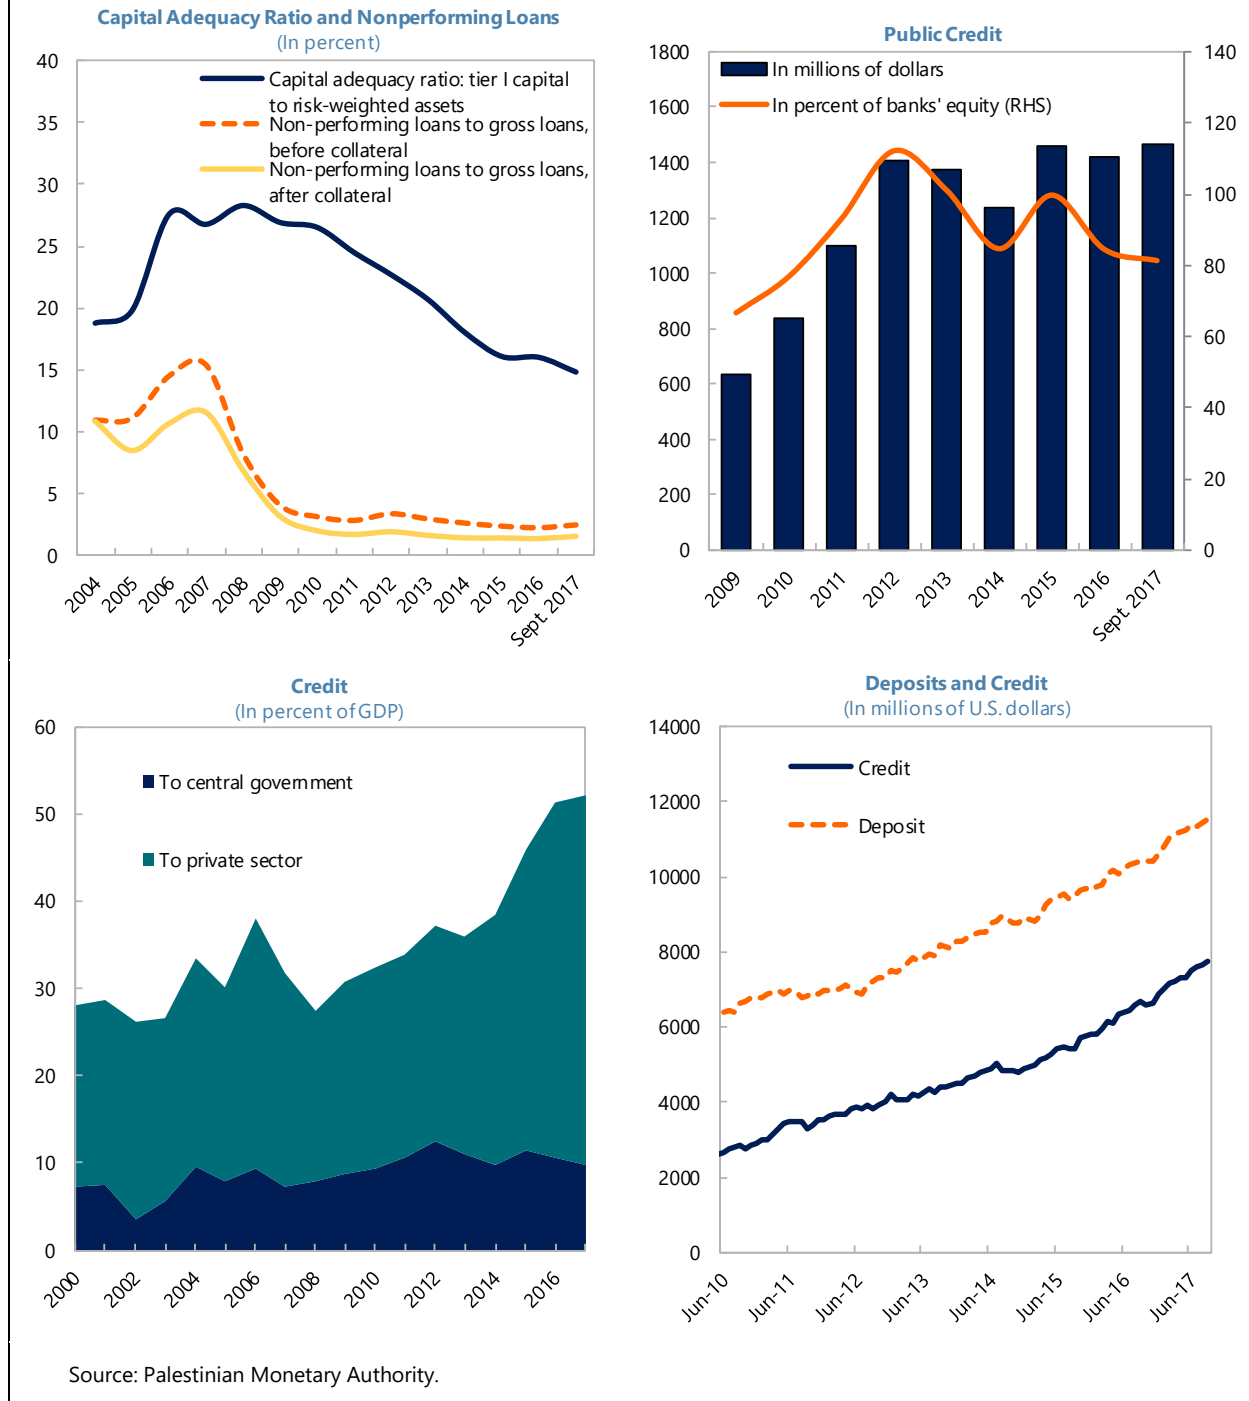 Capital Adequacy Ratio and Nonperforming Loans
(In percent)
40
35
30
25
20
15
10
5
0
Capital adequacy ratio: tier I capital
to risk-weighted assets
Non-performing loans to gross loans,
before collateral
Non-performing loans to gross loans,
after collateral
2004
2005
2006
2007
2008
2009
2010
2011
2012
2013
2014
2015
2016
Sept. 2017
Public Credit
1800
1600
1400
1200
1000
800
600
400
200
0
In millions of dollars
In percent of banks' equity (RHS)
140
120
100
80
60
40
20
0
2009
2010
2011
2012
2013
2014
2015
2016
Sept. 2017
Credit
(In percent of GDP)
60
50
40
30
20
10
0
To central government
To private sector
2000
2002
2004
2006
2008
2010
2012
2014
2016
Deposits and Credit
(In millions of U.S. dollars)
14000
12000
10000
8000
6000
4000
2000
0
Credit
Deposit
Jun-10
Jun-11
Jun-12
Jun-13
Jun-14
Jun-15
Jun-16
Jun-17
Source: Palestinian Monetary Authority.